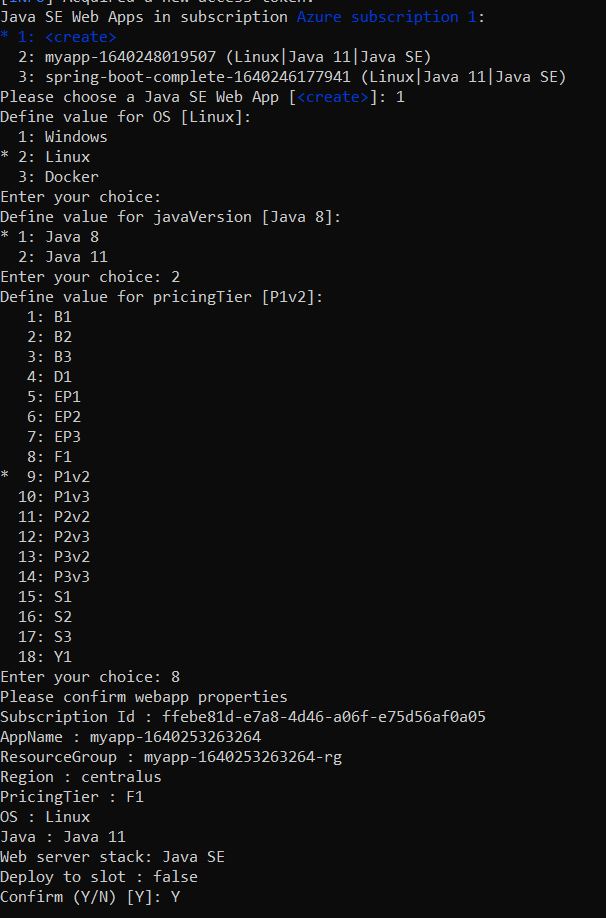 [INFO] Acquired a new access token.
Java SE Web Apps in subscription Azure subscription 1:
* 1: <create>
  2: myapp-1640248019507 (Linux|Java 11|Java SE)
  3: spring-boot-complete-1640246177941 (Linux|Java 11|Java SE)
Please choose a Java SE Web App [<create>]: 1
Define value for OS [Linux]:
  1: Windows
* 2: Linux
  3: Docker
Enter your choice:
Define value for javaVersion [Java 8]:
* 1: Java 8
  2: Java 11
Enter your choice: 2
Define value for pricingTier [P1v2]:
   1: B1
   2: B2
   3: B3
   4: D1
   5: EP1
   6: EP2
   7: EP3
   8: F1
*  9: P1v2
  10: P1v3
  11: P2v2
  12: P2v3
  13: P3v2
  14: P3v3
  15: S1
  16: S2
  17: S3
  18: Y1
Enter your choice: 8
Please confirm webapp properties
Subscription Id : ffebe81d-e7a8-4d46-a06f-e75d56af0a05
AppName : myapp-1640253263264
ResourceGroup : myapp-1640253263264-rg
Region : centralus
PricingTier : F1
OS : Linux
Java : Java 11
Web server stack: Java SE
Deploy to slot : false
Confirm (Y/N) [Y]: Y